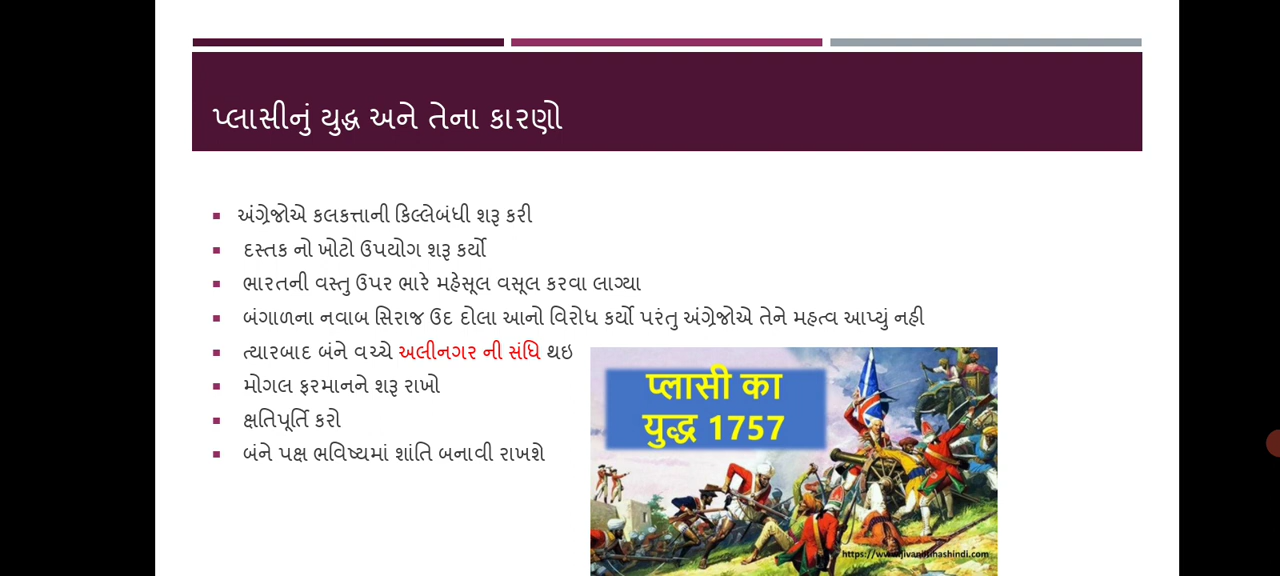 પ્લાસીનું યુદ્ધ અને તેના કારણો
અંગ્રેજોએ કલકત્તાની કિલ્લેબંધી શરૂ કરી
દસ્તક નો ખોટો ઉપયોગ શરૂ કર્યો
ભારતની વસ્તુ ઉપર ભારે મહેસૂલ વસૂલ કરવા લાગ્યા
બંગાળના નવાબ સિરાજ ઉદ દોલા આનો વિરોધ કર્યો પરંતુ અંગ્રેજોએ તેને મહત્વ આપ્યું નહી
ત્યારબાદ બંને વચ્ચે અલીનગર ની સંધિ થઇ
મોગલ ફરમાનને શરૂ રાખો
ક્ષતિપૂર્તિ કરો
બંને પક્ષ ભવિષ્યમાં શાંતિ બનાવી રાખશે
प्लासी का
युद्ध 1757